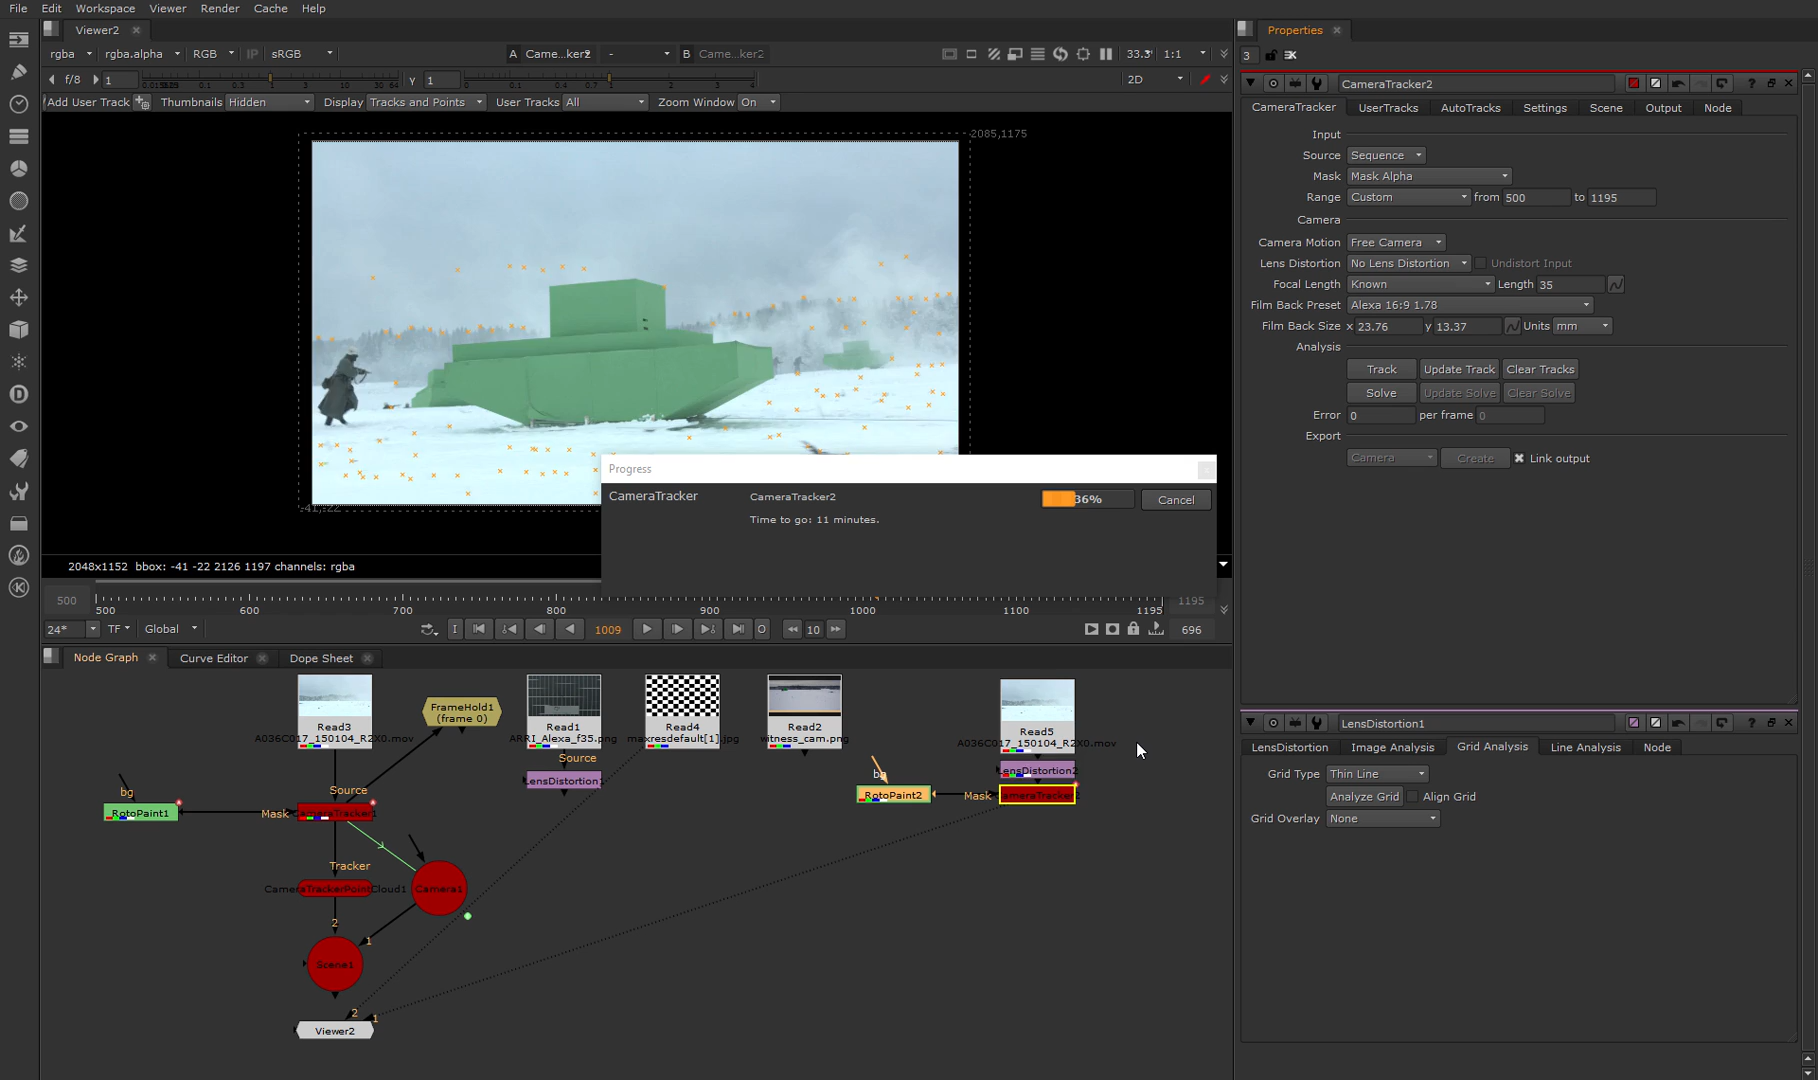 File Edit Workspace Viewer Render Cache Help
Viewer2
rgba rgba.alpha RGB IP sRGB A Came...ker2 - B Came...ker2 33.3 1:1
f/8 1 γ 1 2D
Add User Track Thumbnails Hidden Display Tracks and Points User Tracks All Zoom Window On
2085,1175
-41,-22
2048x1152 bbox: -41 -22 2126 1197 channels: rgba
Progress
CameraTracker CameraTracker2 36% Cancel
Time to go: 11 minutes.
500 500 600 700 800 900 1000 1100 1195 1195
24* TF Global I 1009 O 10 696
Node Graph Curve Editor Dope Sheet
Read3
A036C017_150104_R2X0.mov
FrameHold1
(frame 0)
Read1
ARRI_Alexa_f35.png
Read4
maxresdefault[1].jpg
Read2
witness_cam.png
Read5
A036C017_150104_R2X0.mov
Source
LensDistortion1
LensDistortion2
bg
RotoPaint2 Mask CameraTracker2
bg
Source
RotoPaint1 Mask CameraTracker1
Tracker
CameraTrackerPointCloud1
Camera1
2
1
Scene1
2 1
Viewer2
Properties
3
CameraTracker2
CameraTracker UserTracks AutoTracks Settings Scene Output Node
Input
Source Sequence
Mask Mask Alpha
Range Custom from 500 to 1195
Camera
Camera Motion Free Camera
Lens Distortion No Lens Distortion Undistort Input
Focal Length Known Length 35
Film Back Preset Alexa 16:9 1.78
Film Back Size x 23.76 y 13.37 Units mm
Analysis
Track Update Track Clear Tracks
Solve Update Solve Clear Solve
Error 0 per frame 0
Export
Camera Create Link output
LensDistortion1
LensDistortion Image Analysis Grid Analysis Line Analysis Node
Grid Type Thin Line
Analyze Grid Align Grid
Grid Overlay None